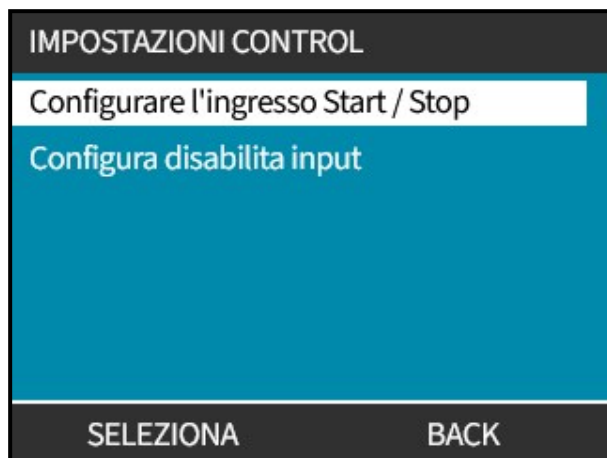 IMPOSTAZIONI CONTROL
Configurare l'ingresso Start / Stop
Configura disabilita input
SELEZIONA
BACK